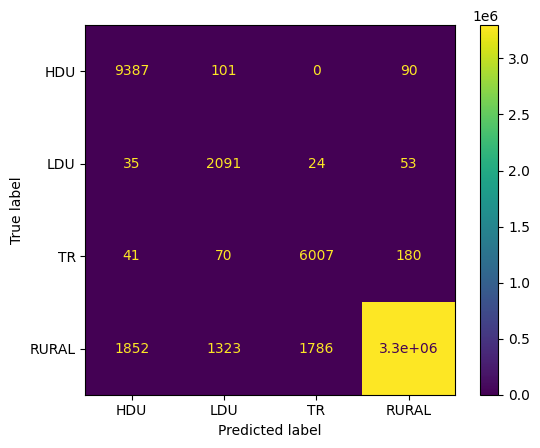 1e6
HDU 9387 101 0 90
LDU 35 2091 24 53
TR 41 70 6007 180
RURAL 1852 1323 1786 3.3e+06
HDU LDU TR RURAL
Predicted label
True label
3.0
2.5
2.0
1.5
1.0
0.5
0.0